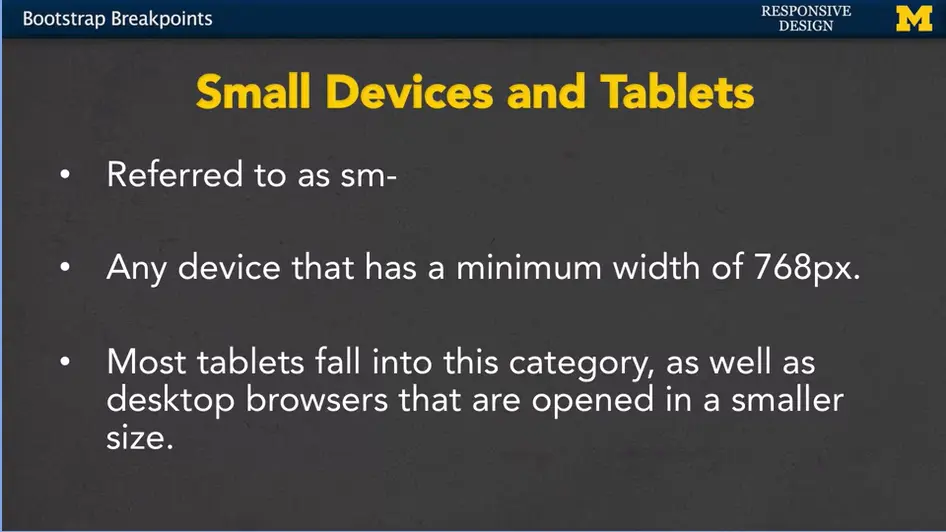 Bootstrap Breakpoints
RESPONSIVE
DESIGN
M
Small Devices and Tablets
• Referred to as sm-
• Any device that has a minimum width of 768px.
• Most tablets fall into this category, as well as
desktop browsers that are opened in a smaller
size.